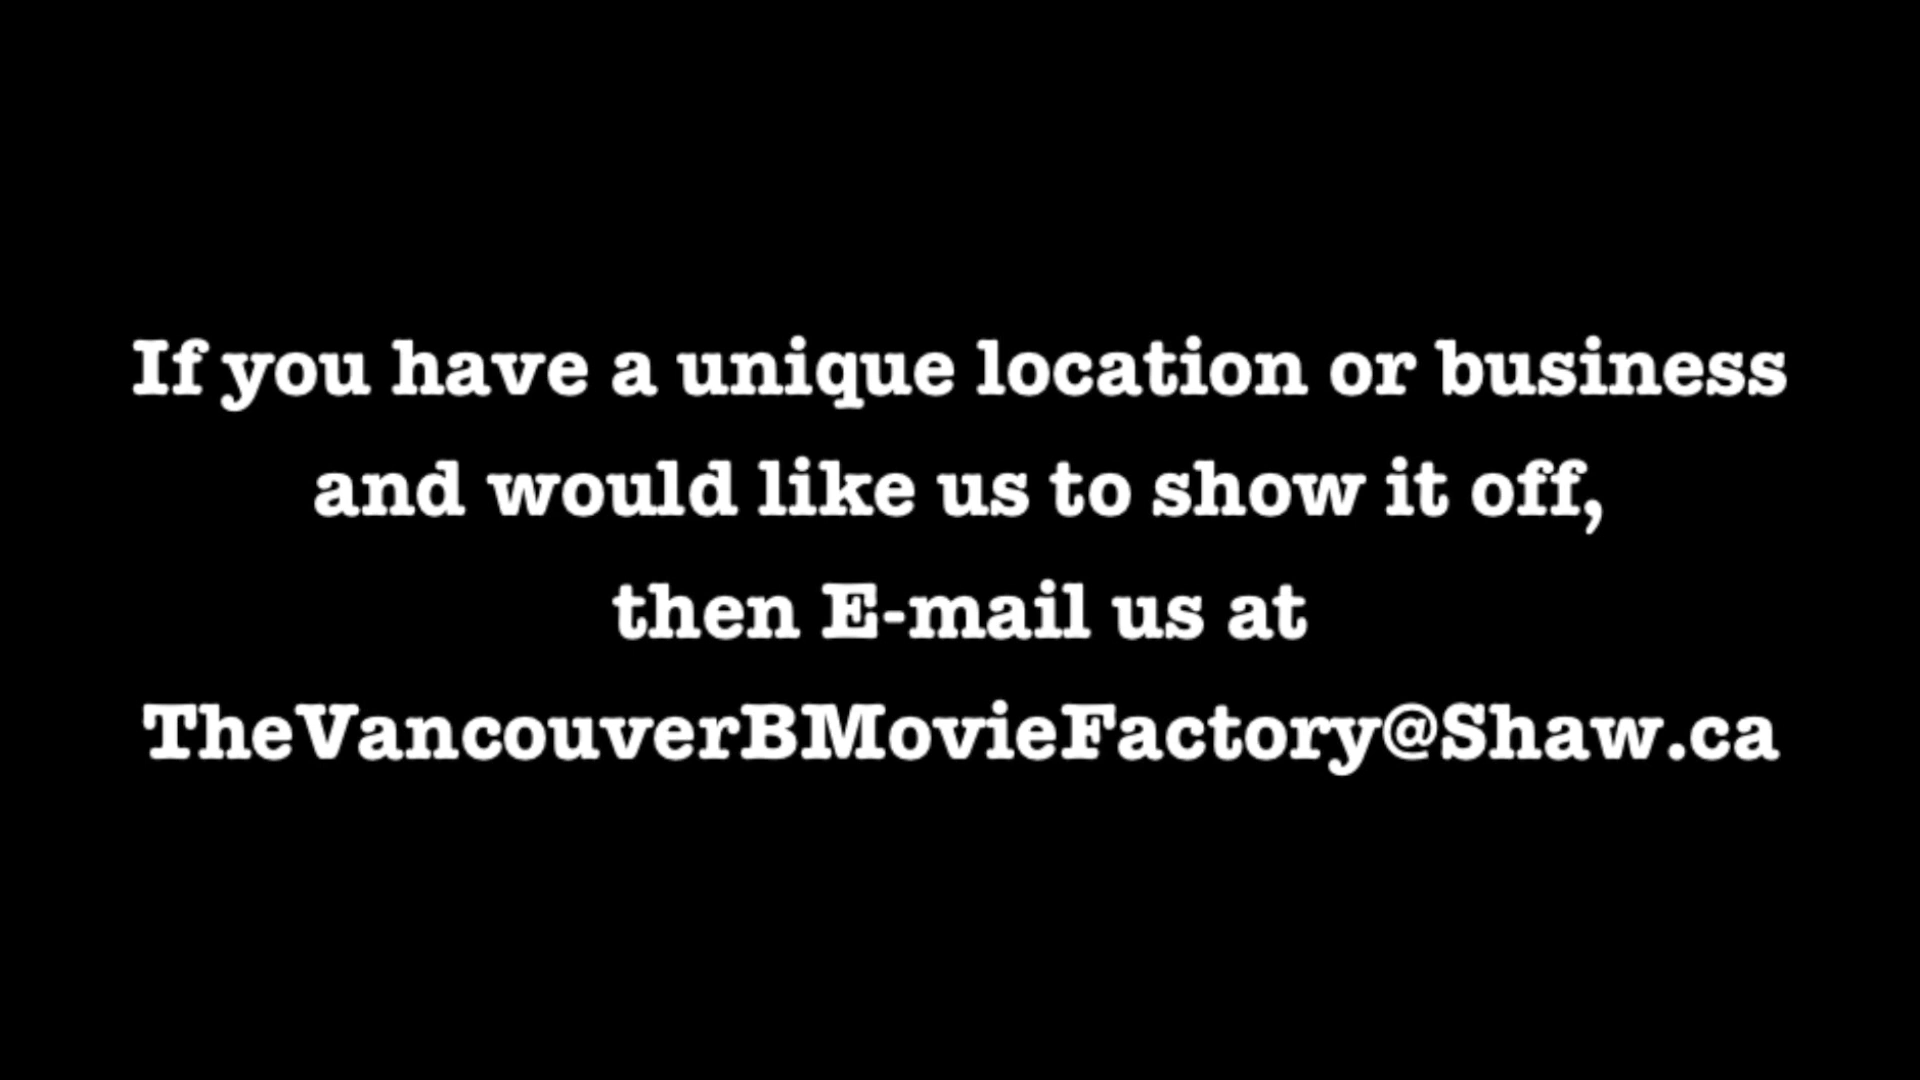 If you have a unique location or business
and would like us to show it off,
then E-mail us at
TheVancouverBMovieFactory@Shaw.ca